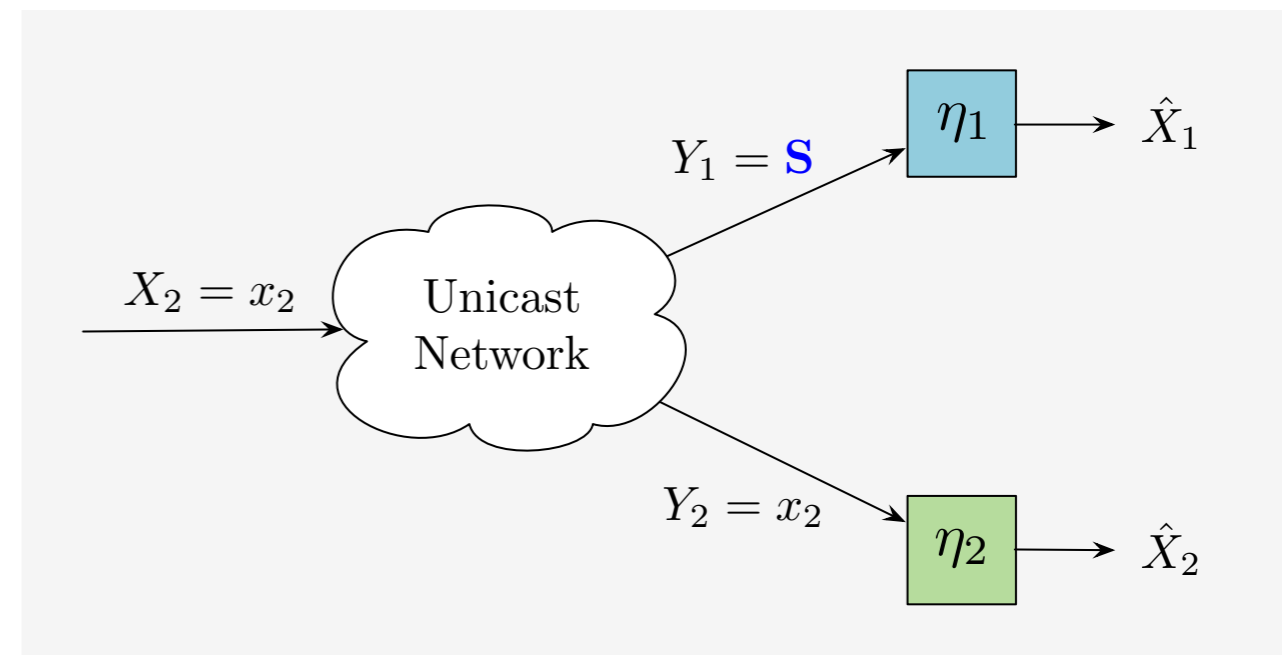 η₁
X̂₁
Y₁ = S
X₂ = x₂
Unicast
Network
Y₂ = x₂
η₂
X̂₂